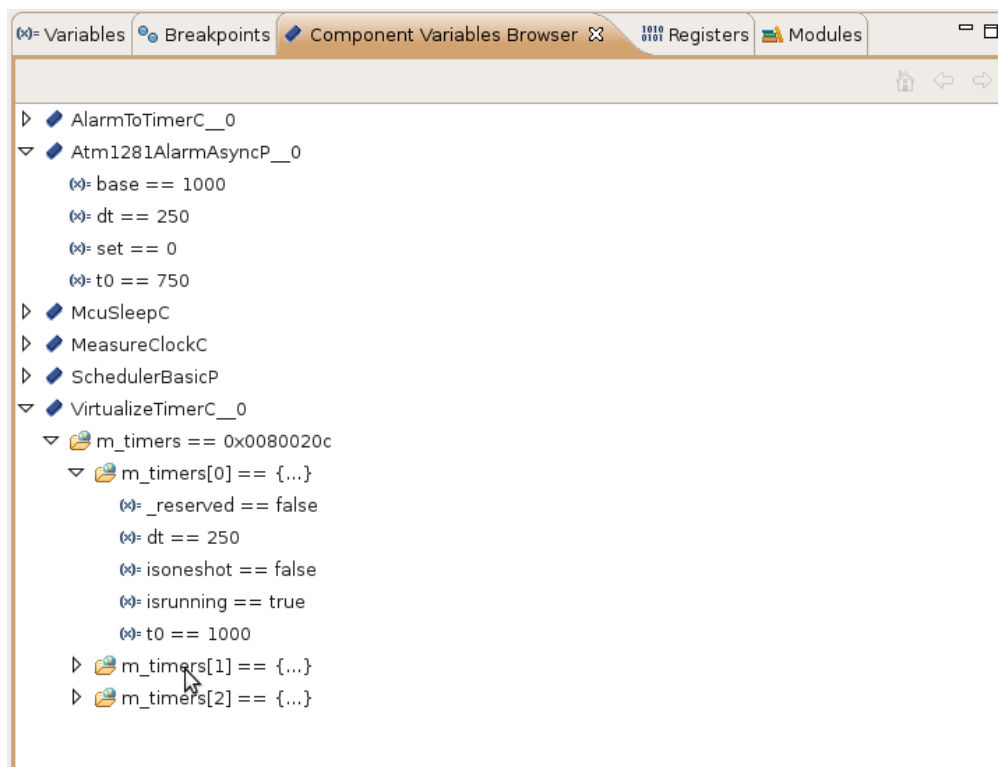 (x)= Variables Breakpoints Component Variables Browser 1010 0101 Registers Modules
AlarmToTimerC__0
Atm1281AlarmAsyncP__0
(x)= base == 1000
(x)= dt == 250
(x)= set == 0
(x)= t0 == 750
McuSleepC
MeasureClockC
SchedulerBasicP
VirtualizeTimerC__0
m_timers == 0x0080020c
m_timers[0] == {...}
(x)= _reserved == false
(x)= dt == 250
(x)= isoneshot == false
(x)= isrunning == true
(x)= t0 == 1000
m_timers[1] == {...}
m_timers[2] == {...}